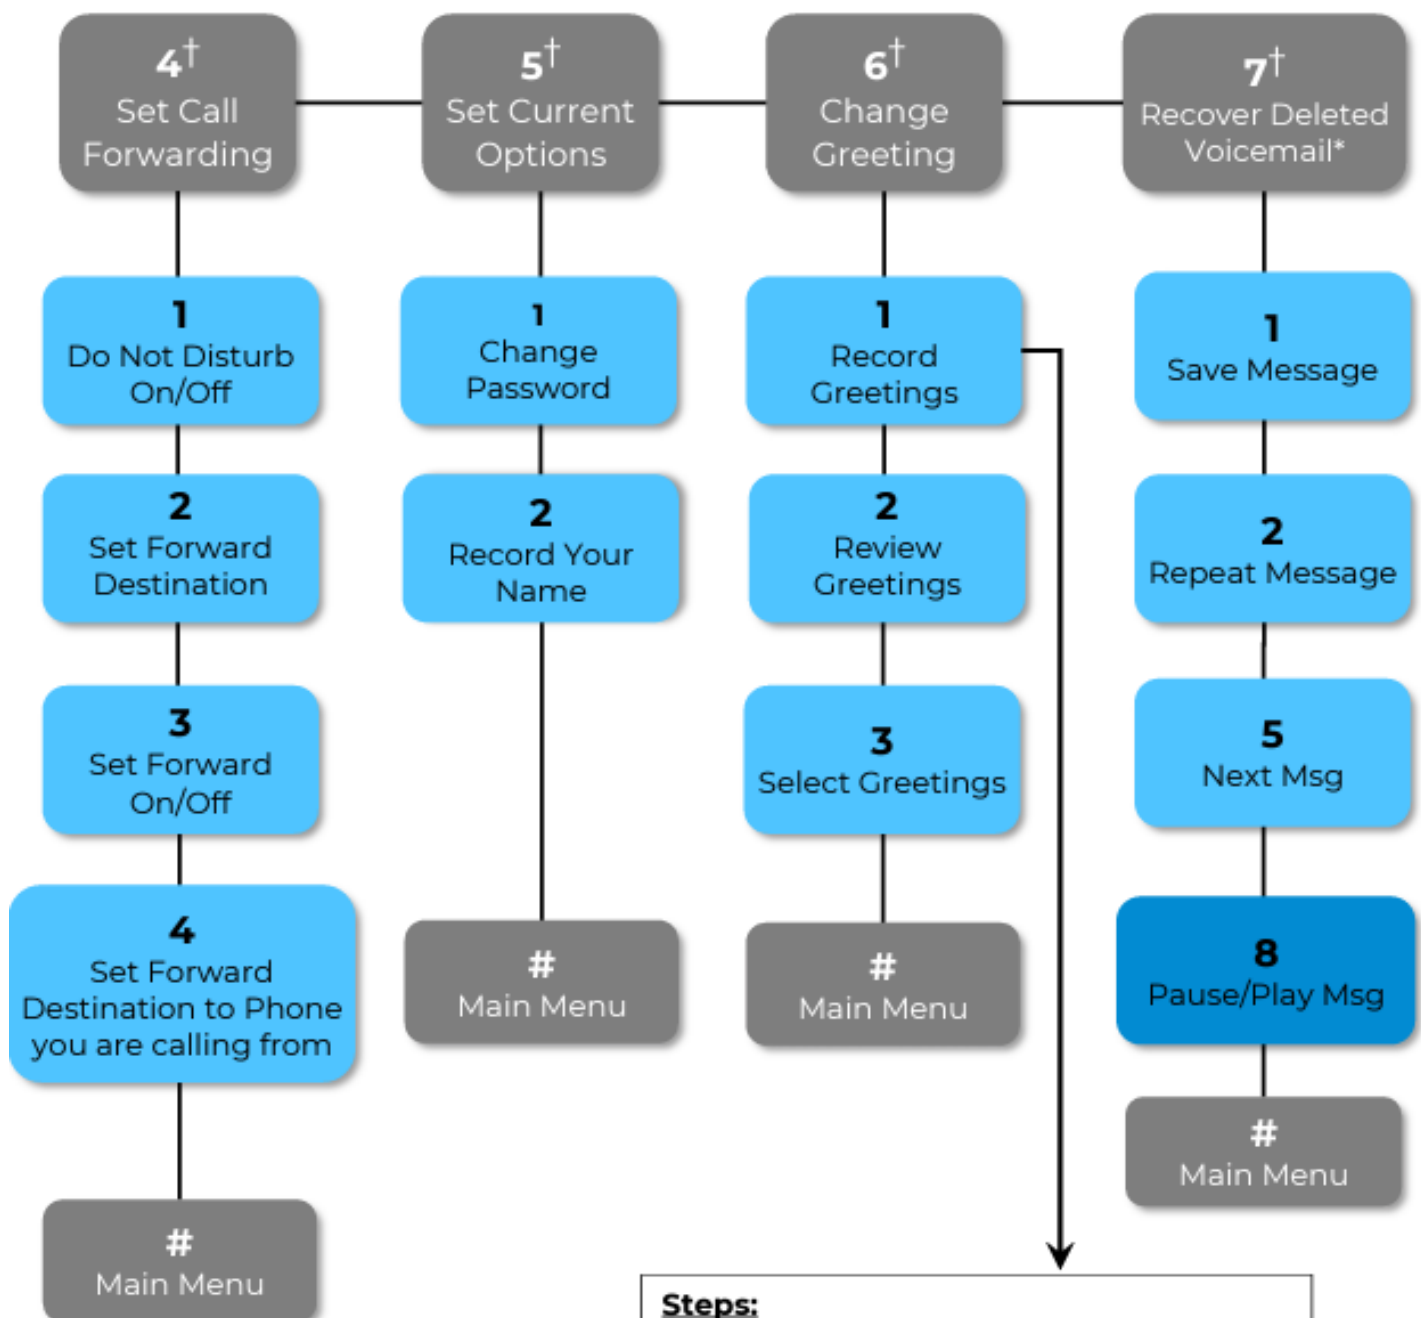 4†
Set Call
Forwarding
1
Do Not Disturb
On/Off
2
Set Forward
Destination
3
Set Forward
On/Off
4
Set Forward
Destination to Phone
you are calling from
#
Main Menu
5†
Set Current
Options
1
Change
Password
2
Record Your
Name
#
Main Menu
6†
Change
Greeting
1
Record
Greetings
2
Review
Greetings
3
Select Greetings
#
Main Menu
Steps:
7†
Recover Deleted
Voicemail*
1
Save Message
2
Repeat Message
5
Next Msg
8
Pause/Play Msg
#
Main Menu